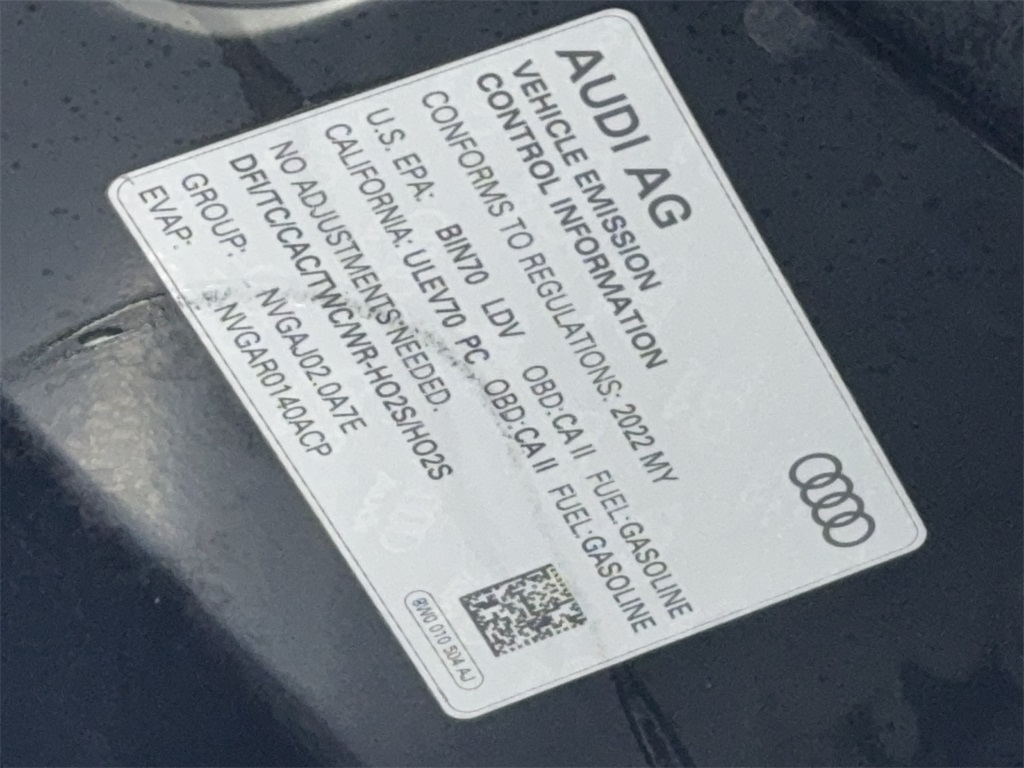 AUDI AG
VEHICLE EMISSION
CONTROL INFORMATION
CONFORMS TO REGULATIONS: 2022 MY
U.S. EPA: BIN70 LDV OBD:CA II FUEL:GASOLINE
CALIFORNIA: ULEV70 PC OBD:CA II FUEL:GASOLINE
NO ADJUSTMENTS NEEDED.
DFI/TC/CAC/TWC/WR-HO2S/HO2S
GROUP: NVGAJ02.0A7E
EVAP: NVGAR0140ACP
8W0 010 504 AJ